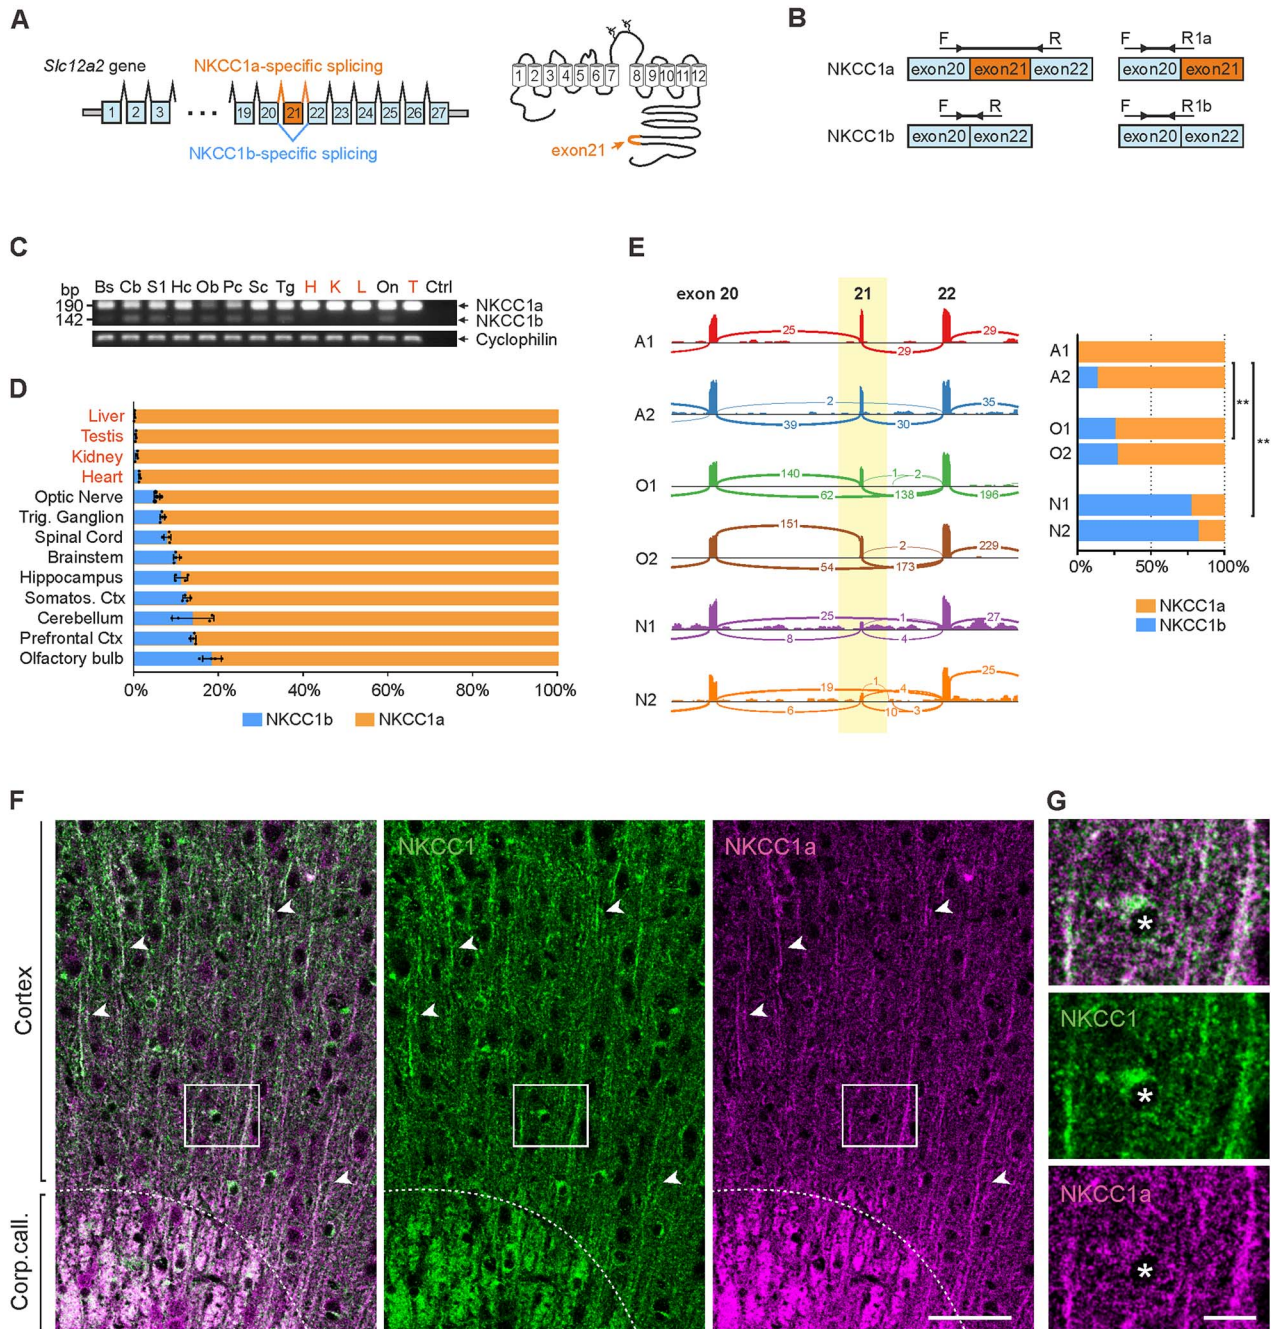 A
Slc12a2 gene
NKCC1a-specific splicing
1 2 3 ... 19 20 21 22 23 24 25 26 27
NKCC1b-specific splicing
1 2 3 4 5 6 7 8 9 10 11 12
exon21
B
F R F R1a
NKCC1a exon20 exon21 exon22 exon20 exon21
F R F R1b
NKCC1b exon20 exon22 exon20 exon22
C
bp Bs Cb S1 Hc Ob Pc Sc Tg H K L On T Ctrl
190 NKCC1a
142 NKCC1b
Cyclophilin
D
Liver
Testis
Kidney
Heart
Optic Nerve
Trig. Ganglion
Spinal Cord
Brainstem
Hippocampus
Somatos. Ctx
Cerebellum
Prefrontal Ctx
Olfactory bulb
0% 20% 40% 60% 80% 100%
NKCC1b NKCC1a
E
exon 20 21 22
A1 25 29 29
A2 2 35 39 30
O1 140 1 2 62 138 196
O2 151 2 229 54 173
N1 25 1 27 8 4
N2 19 1 4 25 6 10 3
A1
A2
**
O1
**
O2
N1
N2
0% 50% 100%
NKCC1a
NKCC1b
F
Cortex
Corp.call.
NKCC1
NKCC1a
G
*
NKCC1
*
NKCC1a
*